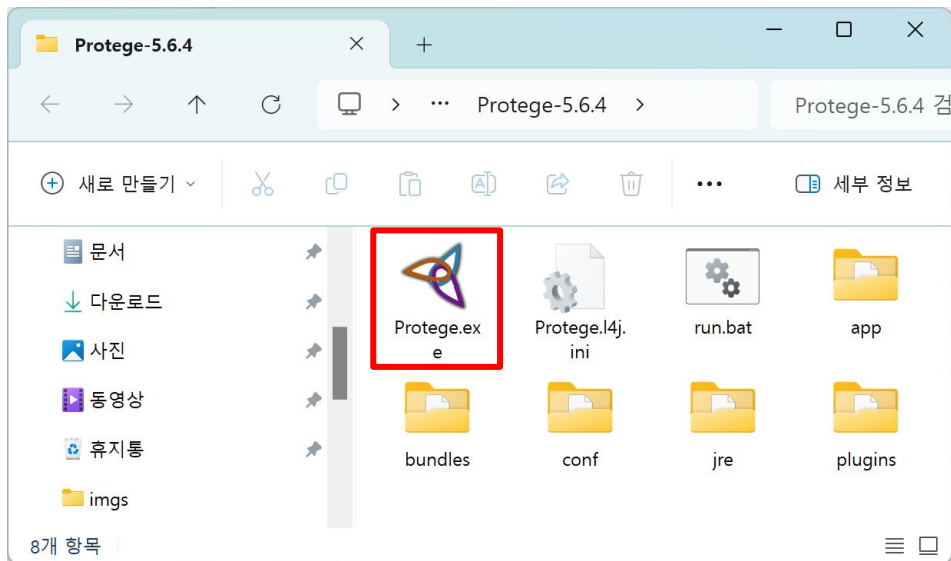 Protege-5.6.4
Protege-5.6.4
Protege-5.6.4 검
새로 만들기
세부 정보
문서
다운로드
사진
동영상
휴지통
imgs
Protege.ex
e
Protege.l4j.
ini
run.bat
app
bundles
conf
jre
plugins
8개 항목